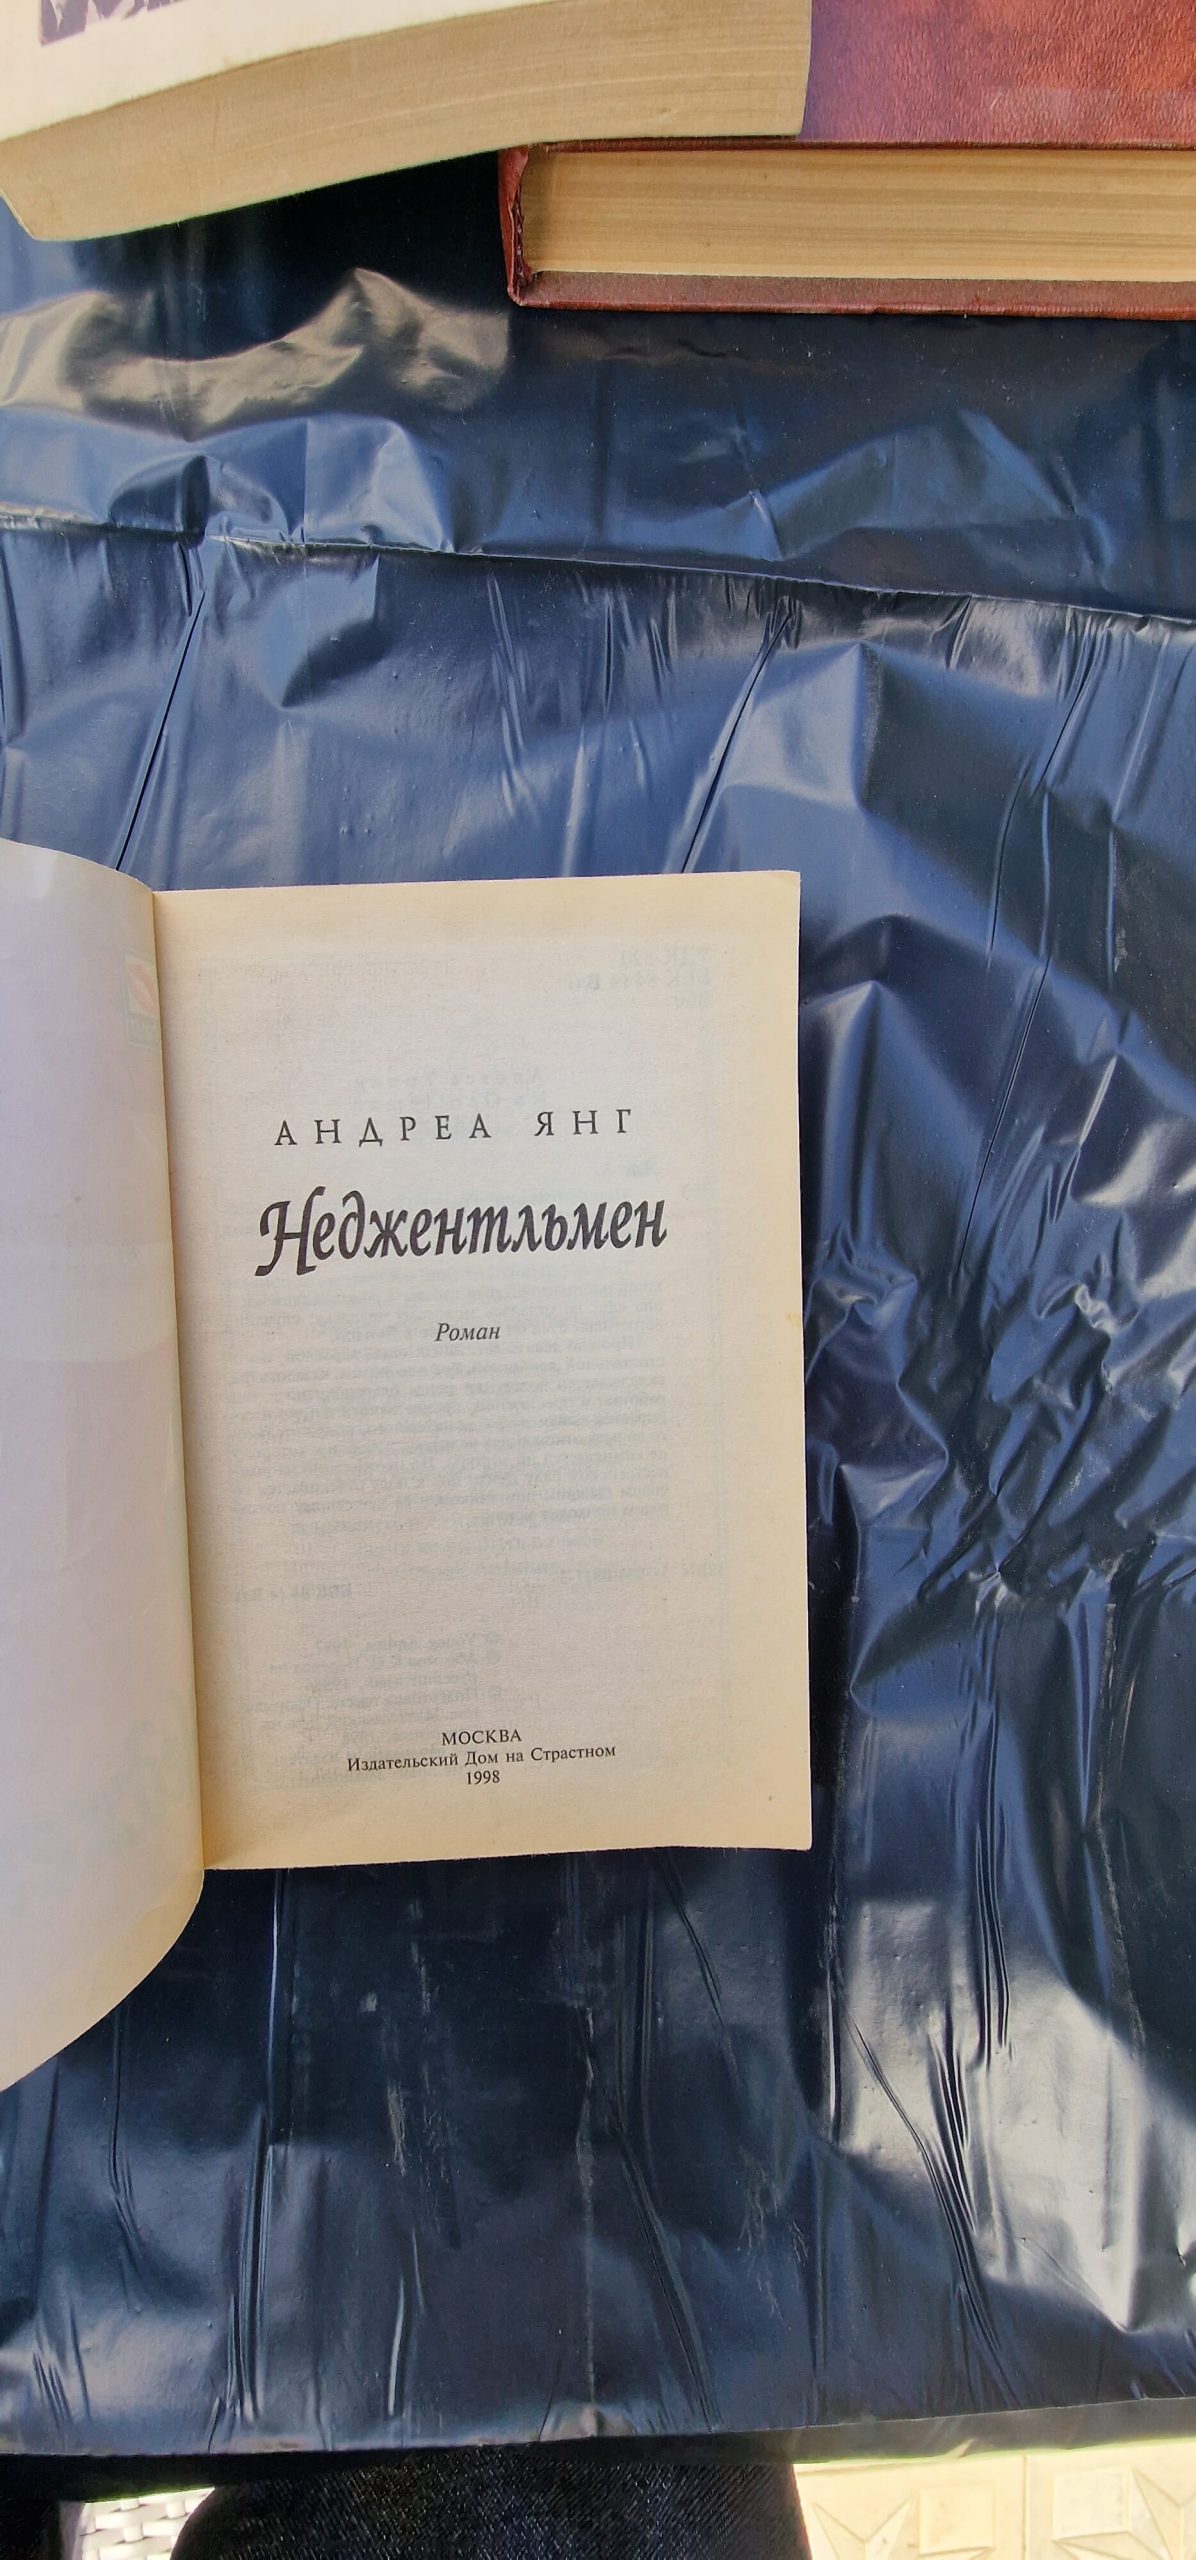 АНДРЕА ЯНГ
Неджентльмен
Роман
МОСКВА
Издательский Дом на Страстном
1998